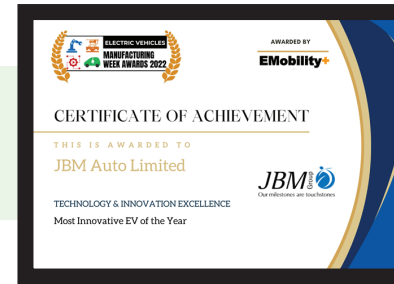 ELECTRIC VEHICLES
MANUFACTURING
WEEK AWARDS 2022
AWARDED BY
EMobility+
CERTIFICATE OF ACHIEVEMENT
THIS IS AWARDED TO
JBM Auto Limited
JBM Group
Our milestones are touchstones
TECHNOLOGY & INNOVATION EXCELLENCE
Most Innovative EV of the Year